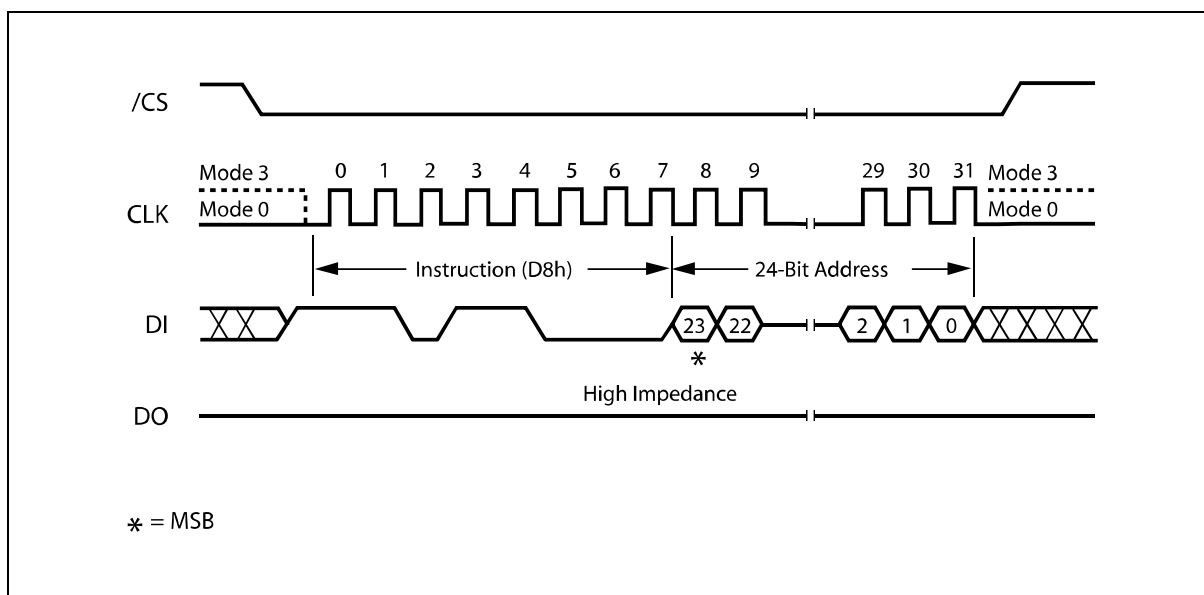 /CS
Mode 3 0 1 2 3 4 5 6 7 8 9 29 30 31 Mode 3
CLK Mode 0 Mode 0
Instruction (D8h) 24-Bit Address
DI 23 22 2 1 0
*
High Impedance
DO
* = MSB